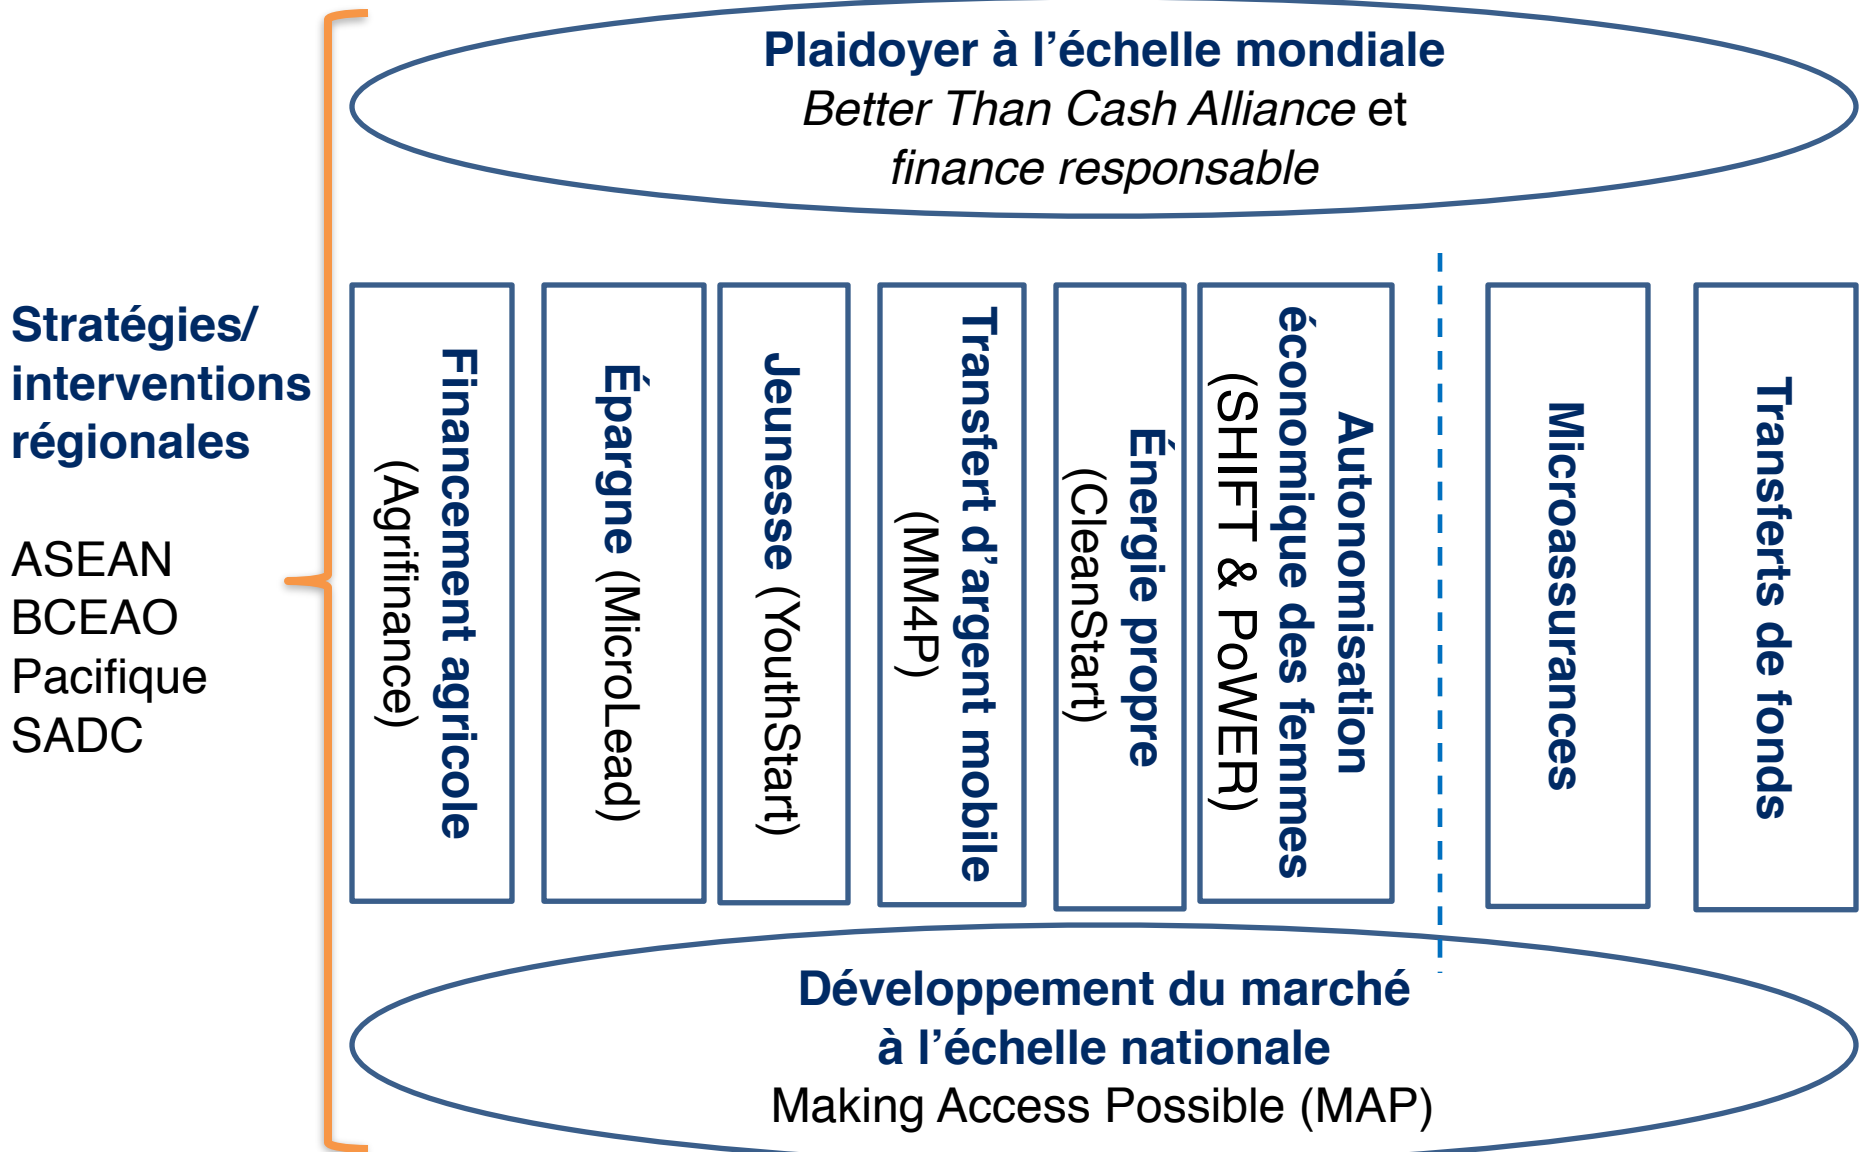 Plaidoyer à l’échelle mondiale
Better Than Cash Alliance et
finance responsable
Stratégies/
interventions
régionales
ASEAN
BCEAO
Pacifique
SADC
Financement agricole
(Agrifinance)
Épargne (MicroLead)
Jeunesse (YouthStart)
Transfert d’argent mobile
(MM4P)
Énergie propre
(CleanStart)
Autonomisation
économique des femmes
(SHIFT & PoWER)
Microassurances
Transferts de fonds
Développement du marché
à l’échelle nationale
Making Access Possible (MAP)